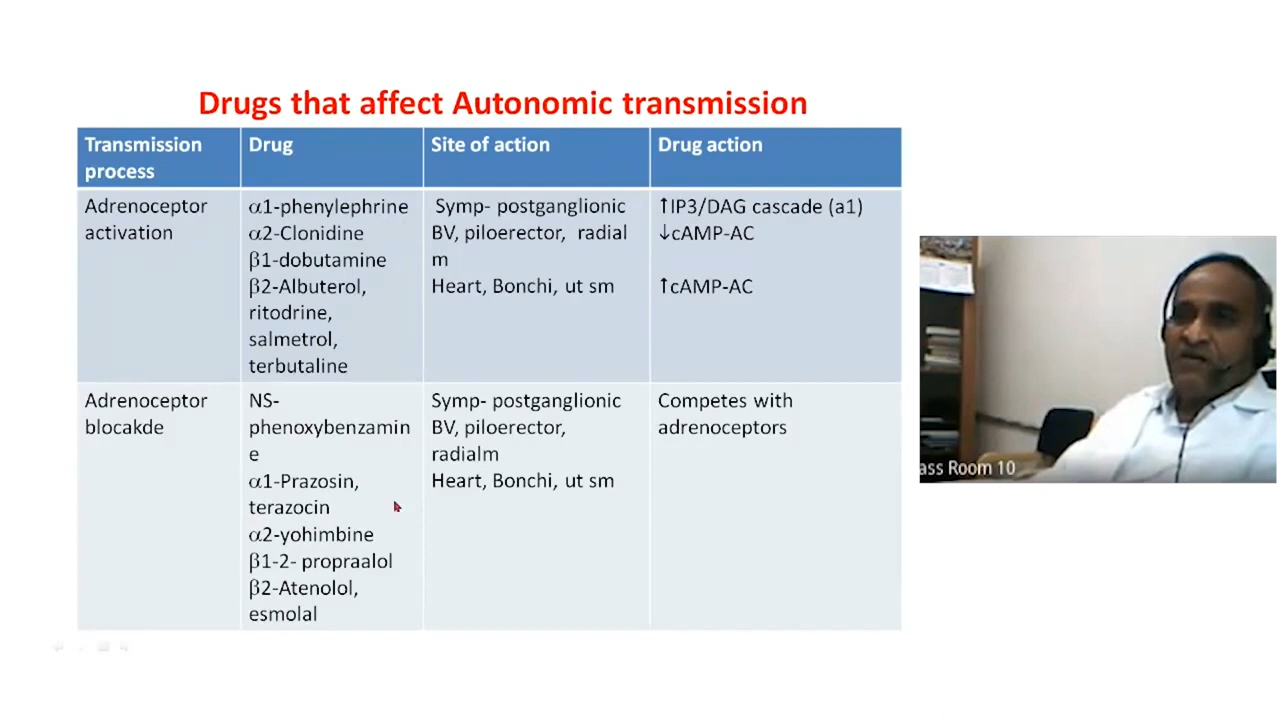 Drugs that affect Autonomic transmission
Transmission process
Drug
Site of action
Drug action
Adrenoceptor
activation
α1-phenylephrine
α2-Clonidine
β1-dobutamine
β2-Albuterol,
ritodrine,
salmetrol,
terbutaline
Symp- postganglionic
BV, piloerector, radial
m
Heart, Bonchi, ut sm
↑IP3/DAG cascade (a1)
↓cAMP-AC
↑cAMP-AC
Adrenoceptor
blocakde
NS-
phenoxybenzamin
e
α1-Prazosin,
terazocin
α2-yohimbine
β1-2- propraalol
β2-Atenolol,
esmolal
Symp- postganglionic
BV, piloerector,
radialm
Heart, Bonchi, ut sm
Competes with
adrenoceptors
ass Room 10